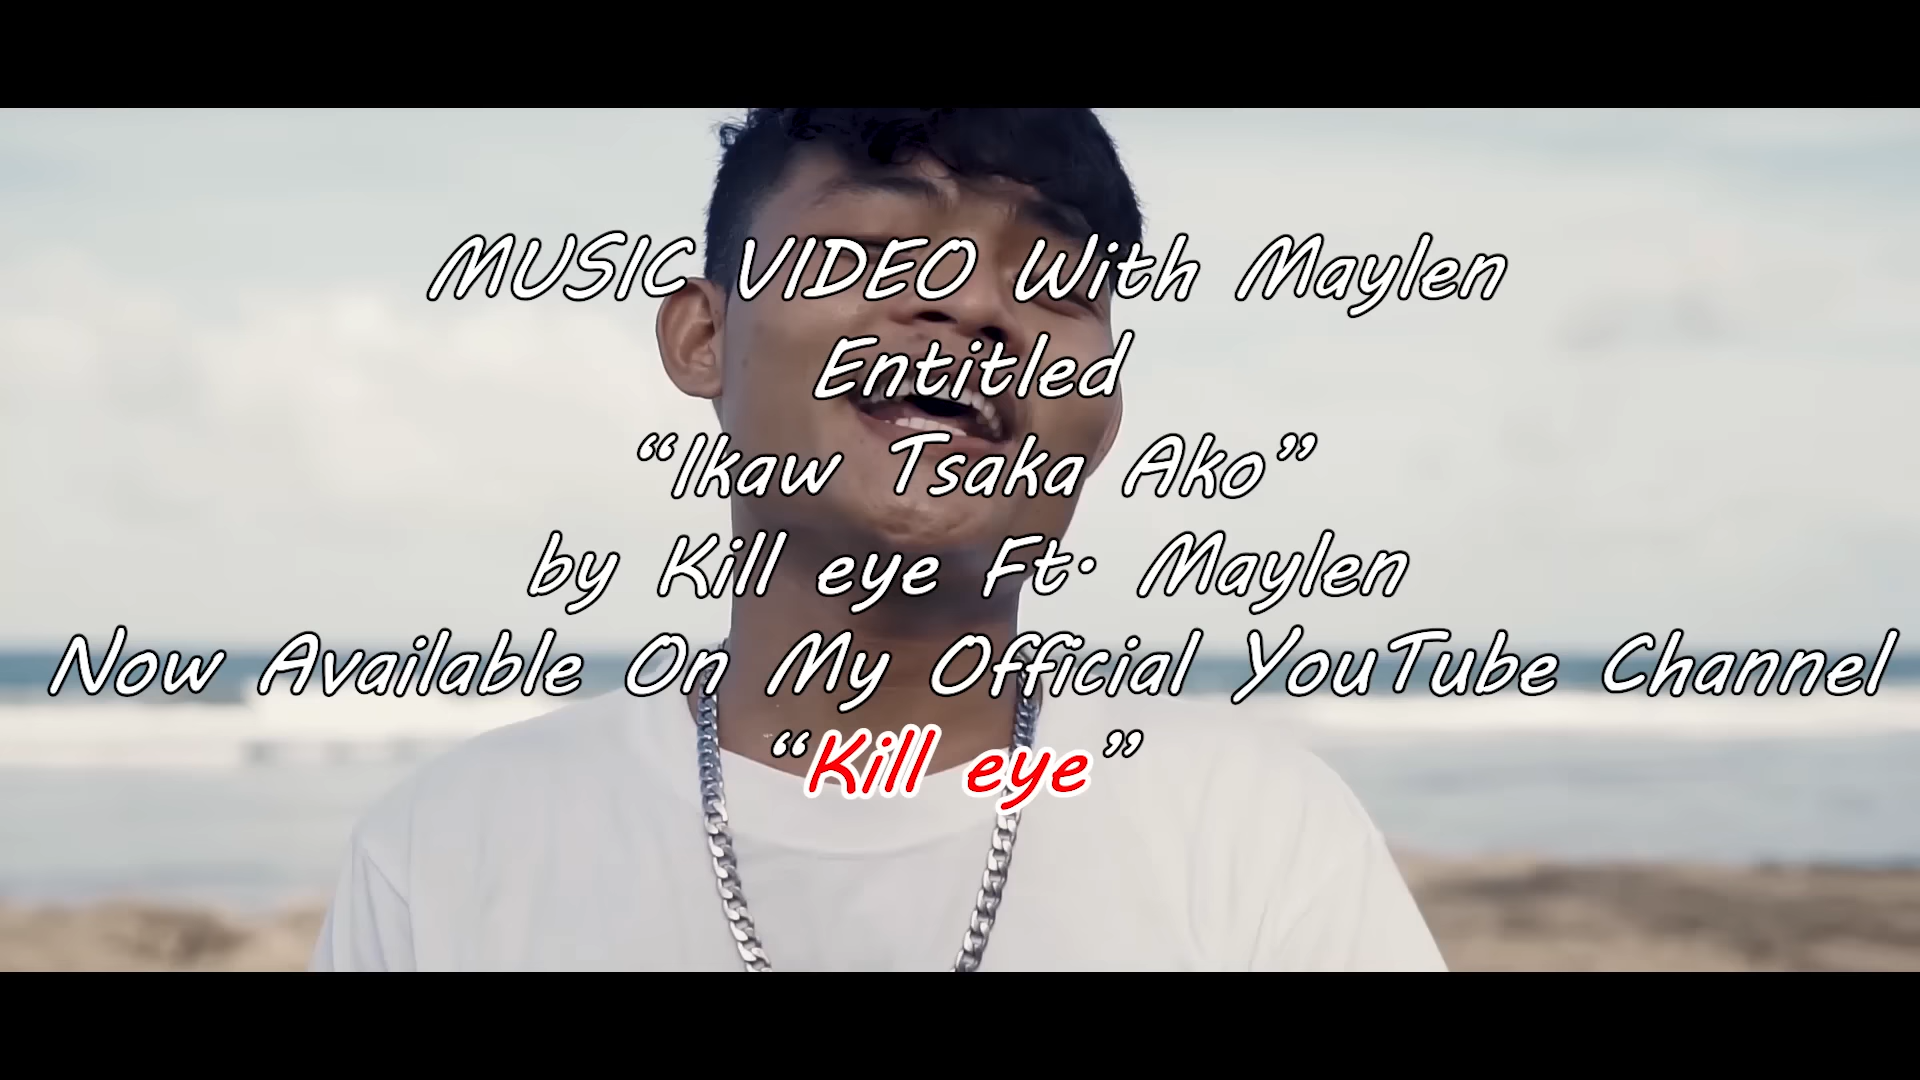 MUSIC VIDEO With Maylen
Entitled
“Ikaw Tsaka Ako”
by Kill eye Ft. Maylen
Now Available On My Official YouTube Channel
“Kill eye”